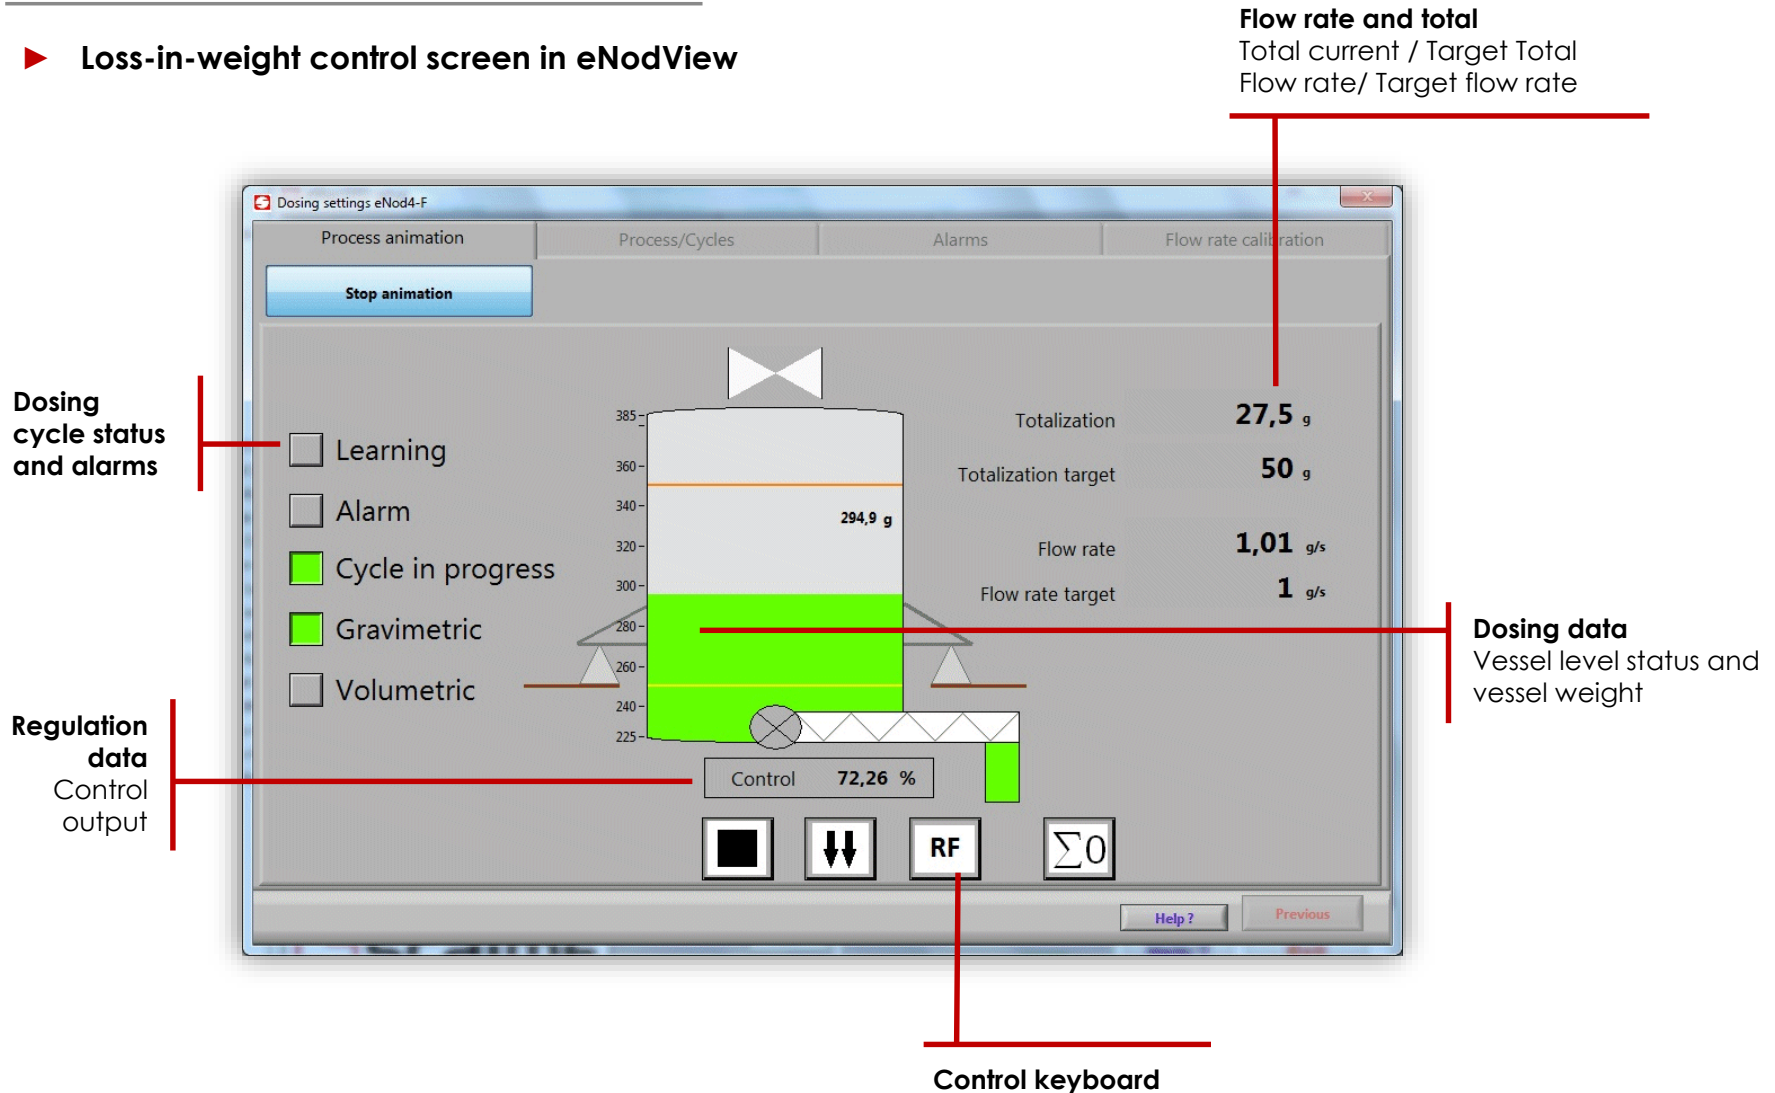 Flow rate and total
Total current / Target Total
Flow rate/ Target flow rate
► Loss-in-weight control screen in eNodView
Dosing settings eNod4-F
X
Process animation
Process/Cycles
Alarms
Flow rate calibration
Stop animation
Dosing
cycle status
and alarms
Learning
Alarm
Cycle in progress
Gravimetric
Volumetric
385
360
340
320
300
280
260
240
225
294,9 g
Totalization 27,5 g
Totalization target 50 g
Flow rate 1,01 g/s
Flow rate target 1 g/s
Dosing data
Vessel level status and
vessel weight
Regulation
data
Control
output
Control 72,26 %
RF
∑0
Help ?
Previous
Control keyboard